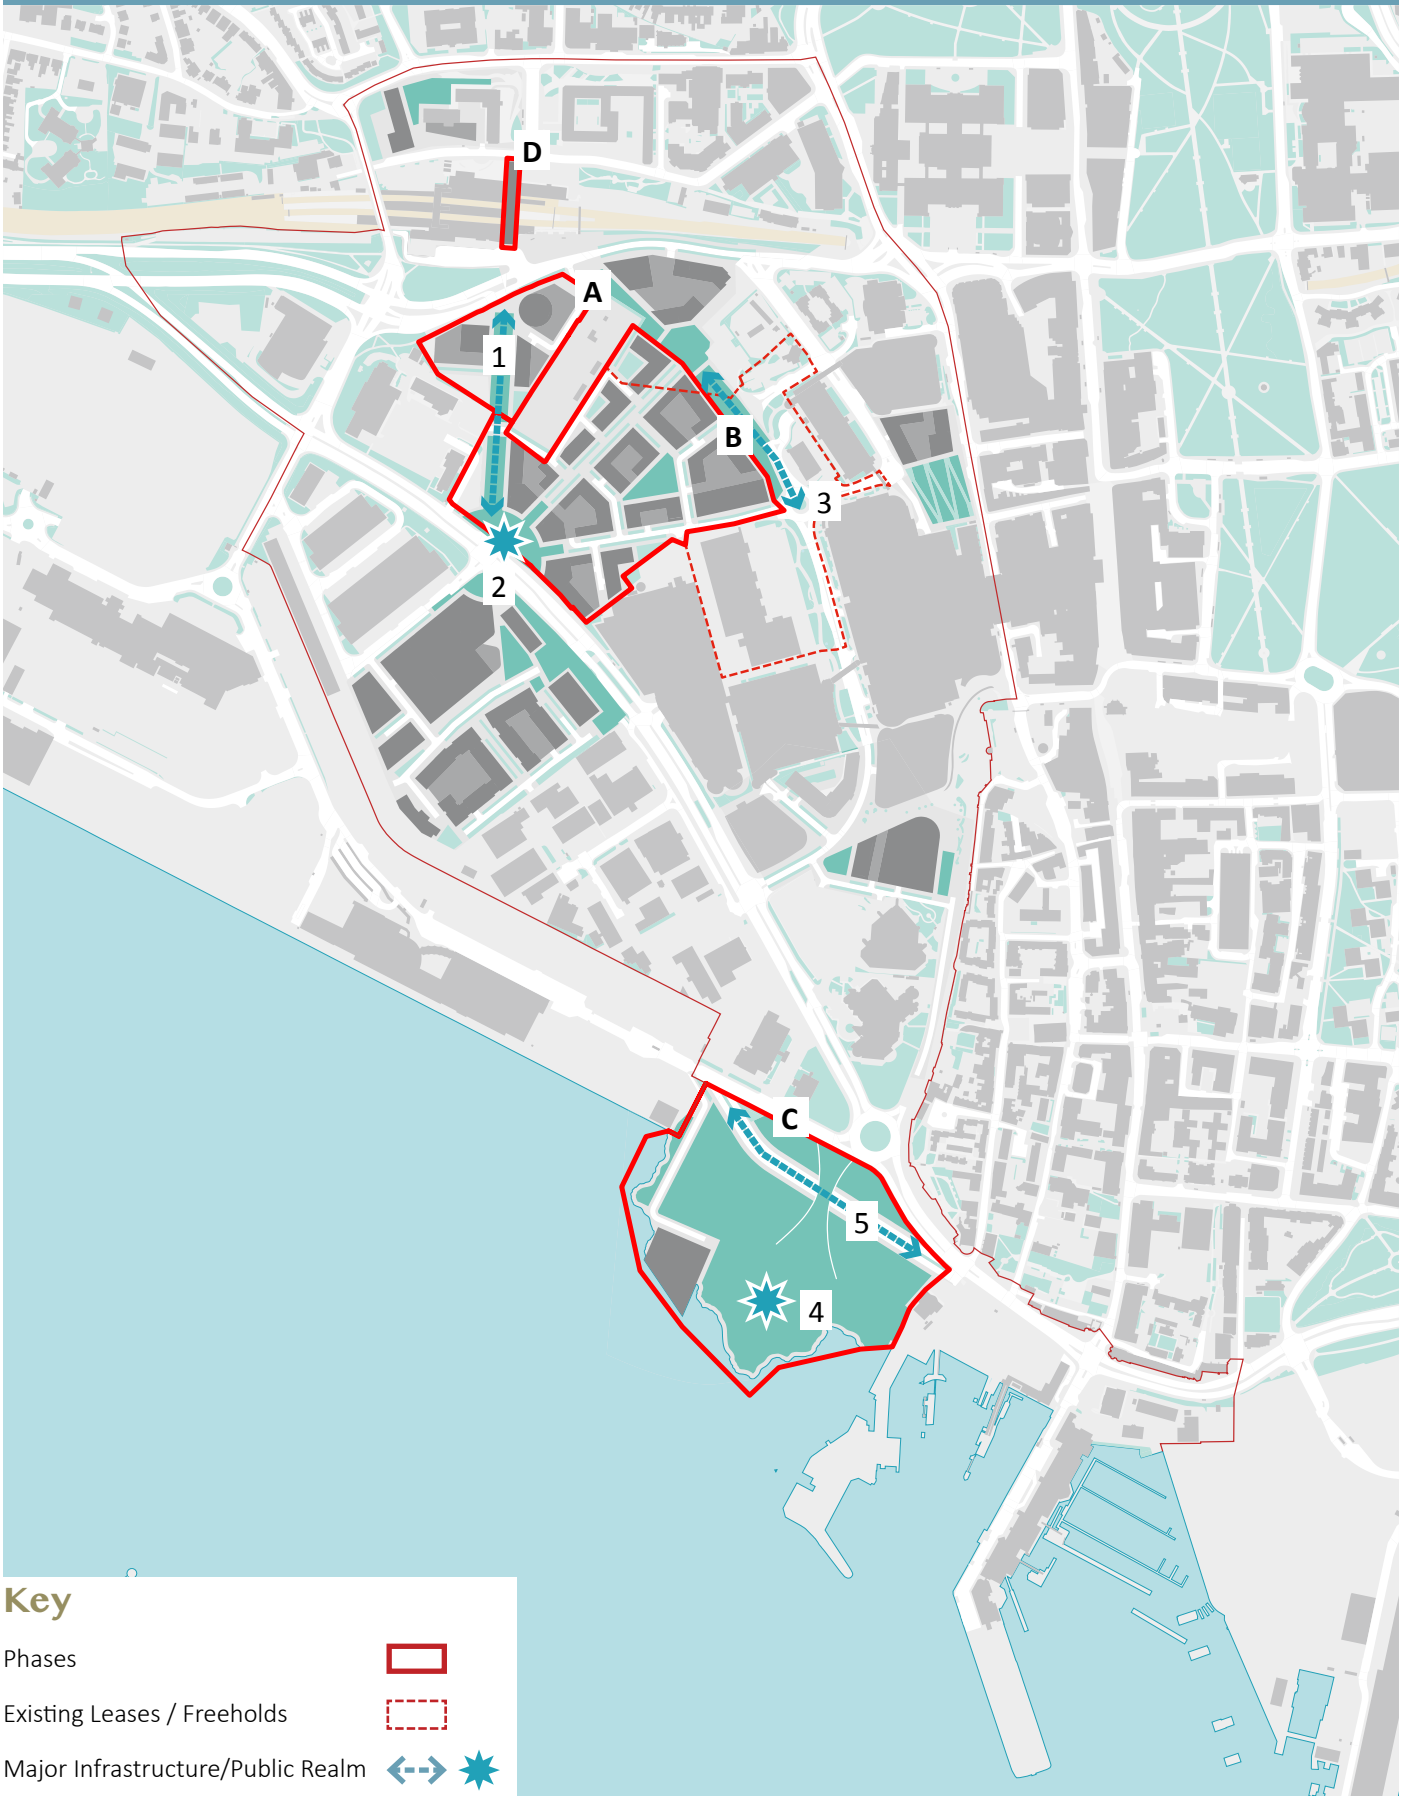 D
A
1
B
3
2
C
5
4
Key
Phases
Existing Leases / Freeholds
Major Infrastructure/Public Realm